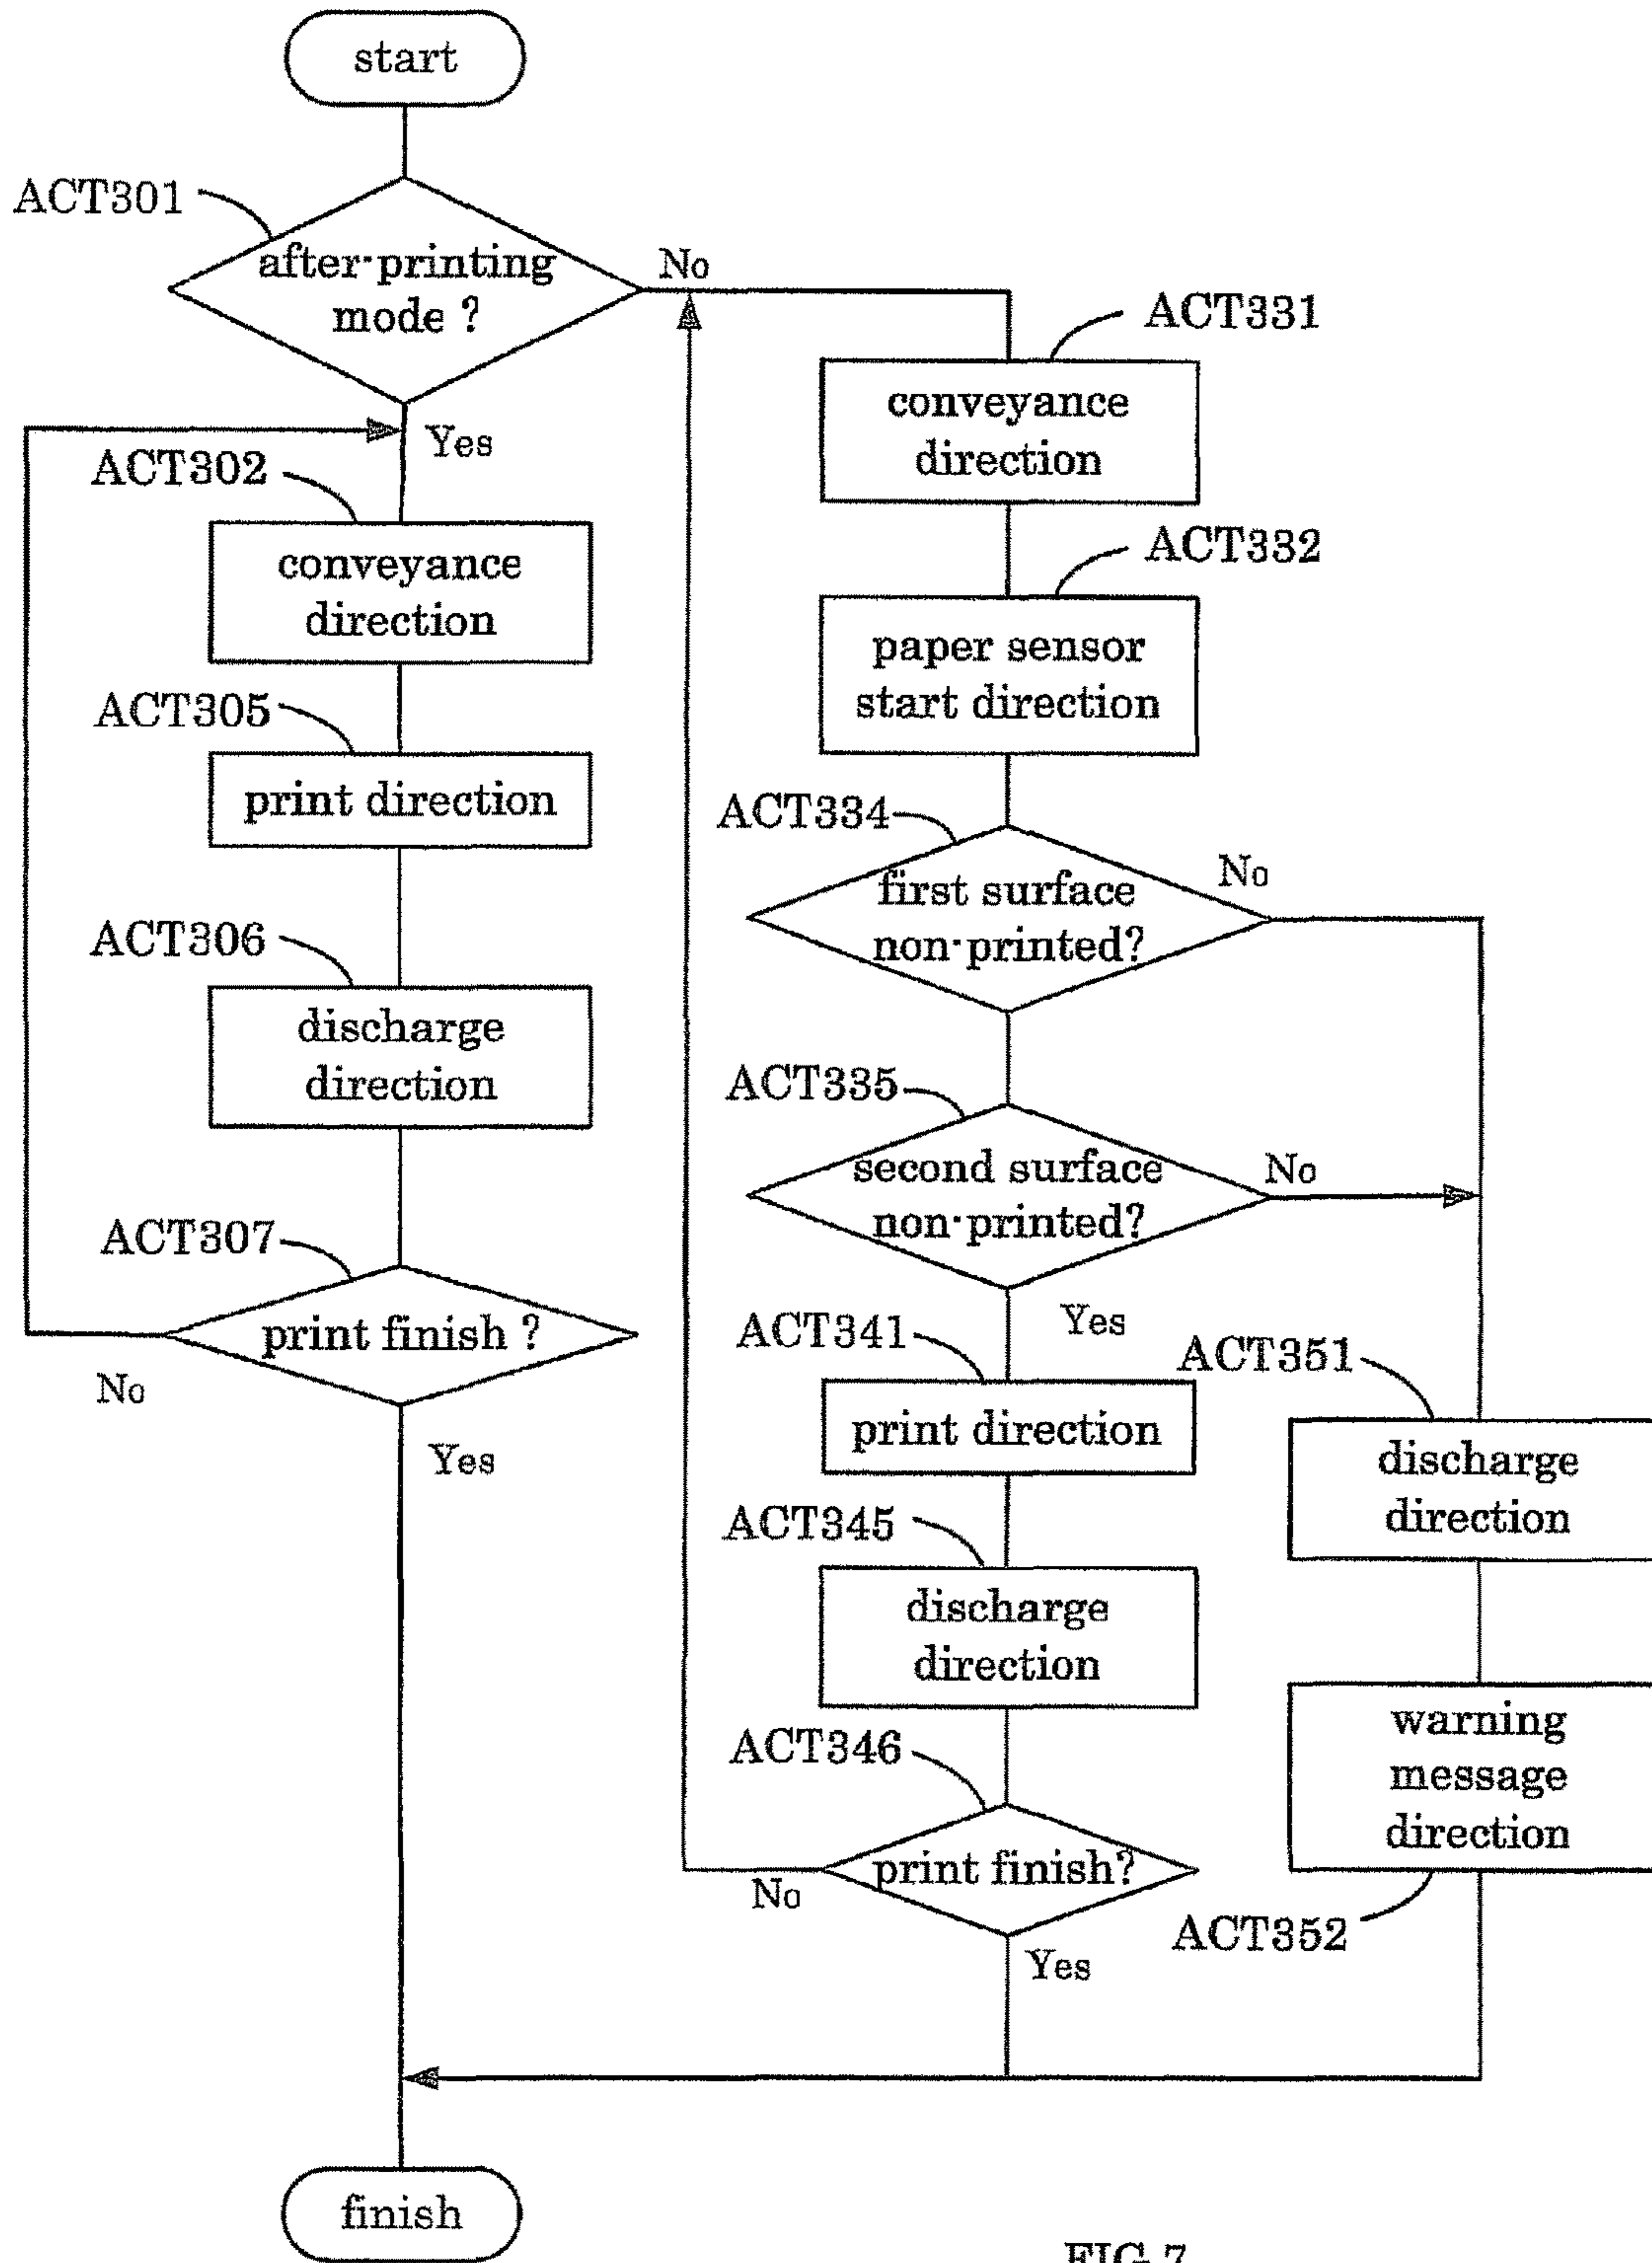 start
ACT301
after-printing
mode ?
No
Yes
ACT302
conveyance
direction
ACT305
print direction
ACT306
discharge
direction
ACT307
print finish ?
No
Yes
ACT331
conveyance
direction
ACT332
paper sensor
start direction
ACT334
first surface
non-printed?
No
ACT335
second surface
non-printed?
No
Yes
ACT341
print direction
ACT345
discharge
direction
ACT346
print finish?
No
Yes
ACT351
discharge
direction
warning
message
direction
ACT352
finish
FIG.7